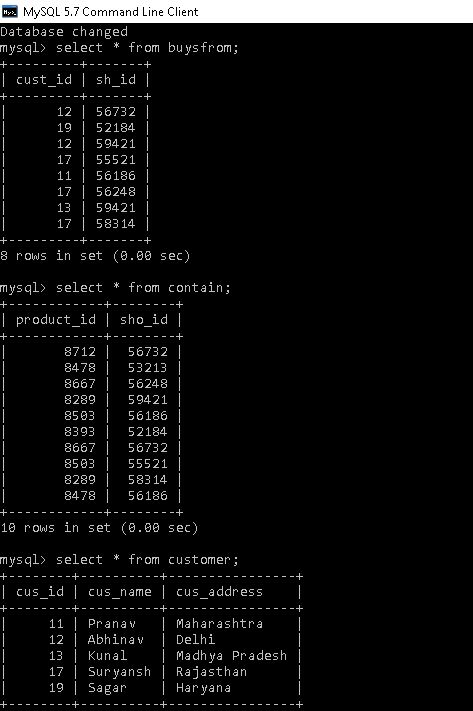 MySQL 5.7 Command Line Client
Database changed
mysql> select * from buysfrom;
+---------+-------+
| cust_id | sh_id |
+---------+-------+
|      12 | 56732 |
|      19 | 52184 |
|      12 | 59421 |
|      17 | 55521 |
|      11 | 56186 |
|      17 | 56248 |
|      13 | 59421 |
|      17 | 58314 |
+---------+-------+
8 rows in set (0.00 sec)
mysql> select * from contain;
+------------+--------+
| product_id | sho_id |
+------------+--------+
|       8712 |  56732 |
|       8478 |  53213 |
|       8667 |  56248 |
|       8289 |  59421 |
|       8503 |  56186 |
|       8393 |  52184 |
|       8667 |  56732 |
|       8503 |  55521 |
|       8289 |  58314 |
|       8478 |  56186 |
+------------+--------+
10 rows in set (0.00 sec)
mysql> select * from customer;
+--------+----------+----------------+
| cus_id | cus_name | cus_address    |
+--------+----------+----------------+
|     11 | Pranav   | Maharashtra    |
|     12 | Abhinav  | Delhi          |
|     13 | Kunal    | Madhya Pradesh |
|     17 | Suryansh | Rajasthan      |
|     19 | Sagar    | Haryana        |
+--------+----------+----------------+